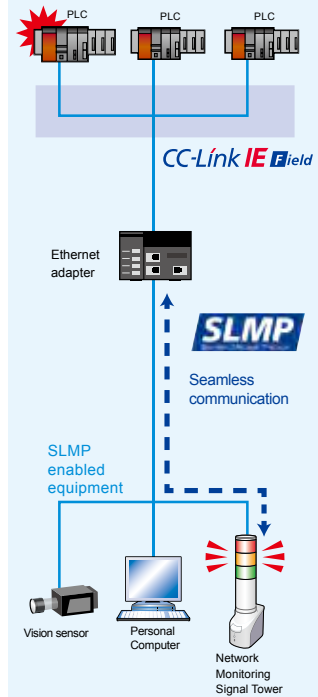 PLC
PLC
PLC
CC-Link IE Field
Ethernet
adapter
SLMP
Seamless
communication
SLMP
enabled
equipment
Vision sensor
Personal
Computer
Network
Monitoring
Signal Tower